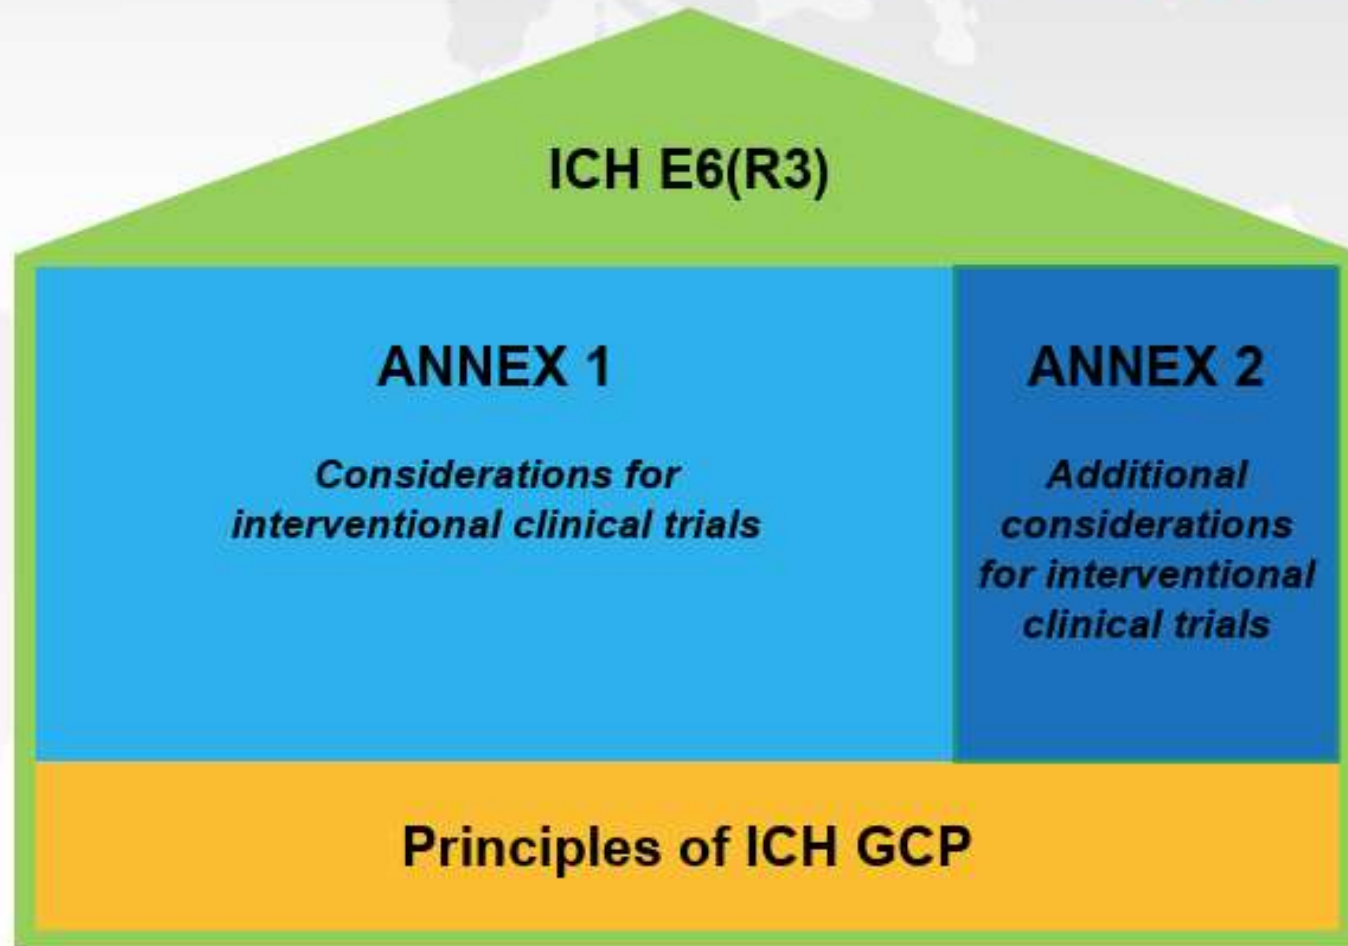 ICH E6(R3)
ANNEX 1
Considerations for
interventional clinical trials
ANNEX 2
Additional
considerations
for interventional
clinical trials
Principles of ICH GCP